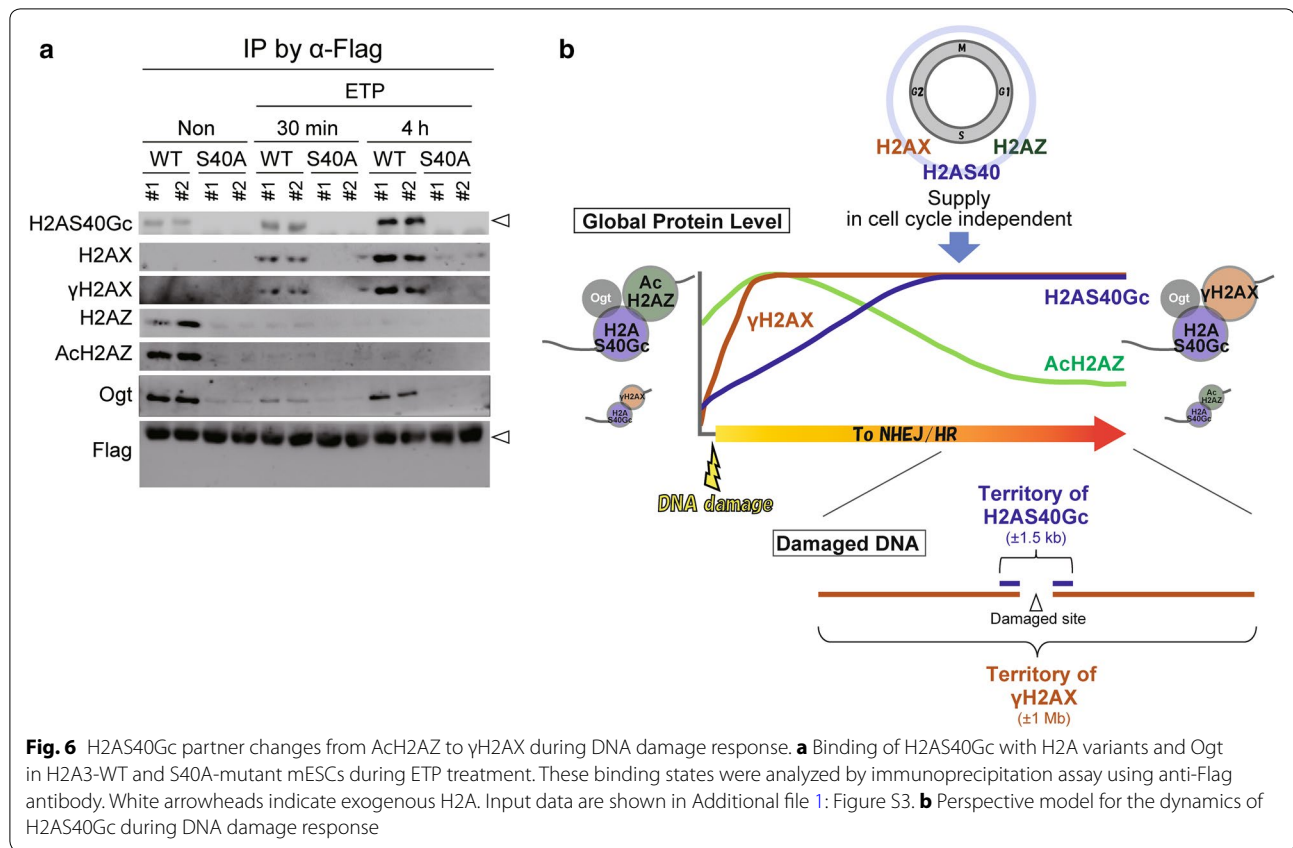 a
IP by α-Flag
ETP
Non 30 min 4 h
WT S40A WT S40A WT S40A
#1 #2 #1 #2 #1 #2 #1 #2 #1 #2 #1 #2
H2AS40Gc
H2AX
γH2AX
H2AZ
AcH2AZ
Ogt
Flag
b
M
G2 G1
S
H2AX H2AZ
H2AS40
Supply
in cell cycle independent
Global Protein Level
Ogt
Ac
H2AZ
H2A
S40Gc
γH2AX
H2A
S40Gc
γH2AX
H2AS40Gc
AcH2AZ
Ogt
γH2AX
H2A
S40Gc
Ac
H2AZ
H2A
S40Gc
To NHEJ/HR
DNA damage
Damaged DNA
Territory of
H2AS40Gc
(±1.5 kb)
Damaged site
Territory of
γH2AX
(±1 Mb)
Fig. 6 H2AS40Gc partner changes from AcH2AZ to γH2AX during DNA damage response. a Binding of H2AS40Gc with H2A variants and Ogt
in H2A3-WT and S40A-mutant mESCs during ETP treatment. These binding states were analyzed by immunoprecipitation assay using anti-Flag
antibody. White arrowheads indicate exogenous H2A. Input data are shown in Additional file 1: Figure S3. b Perspective model for the dynamics of
H2AS40Gc during DNA damage response